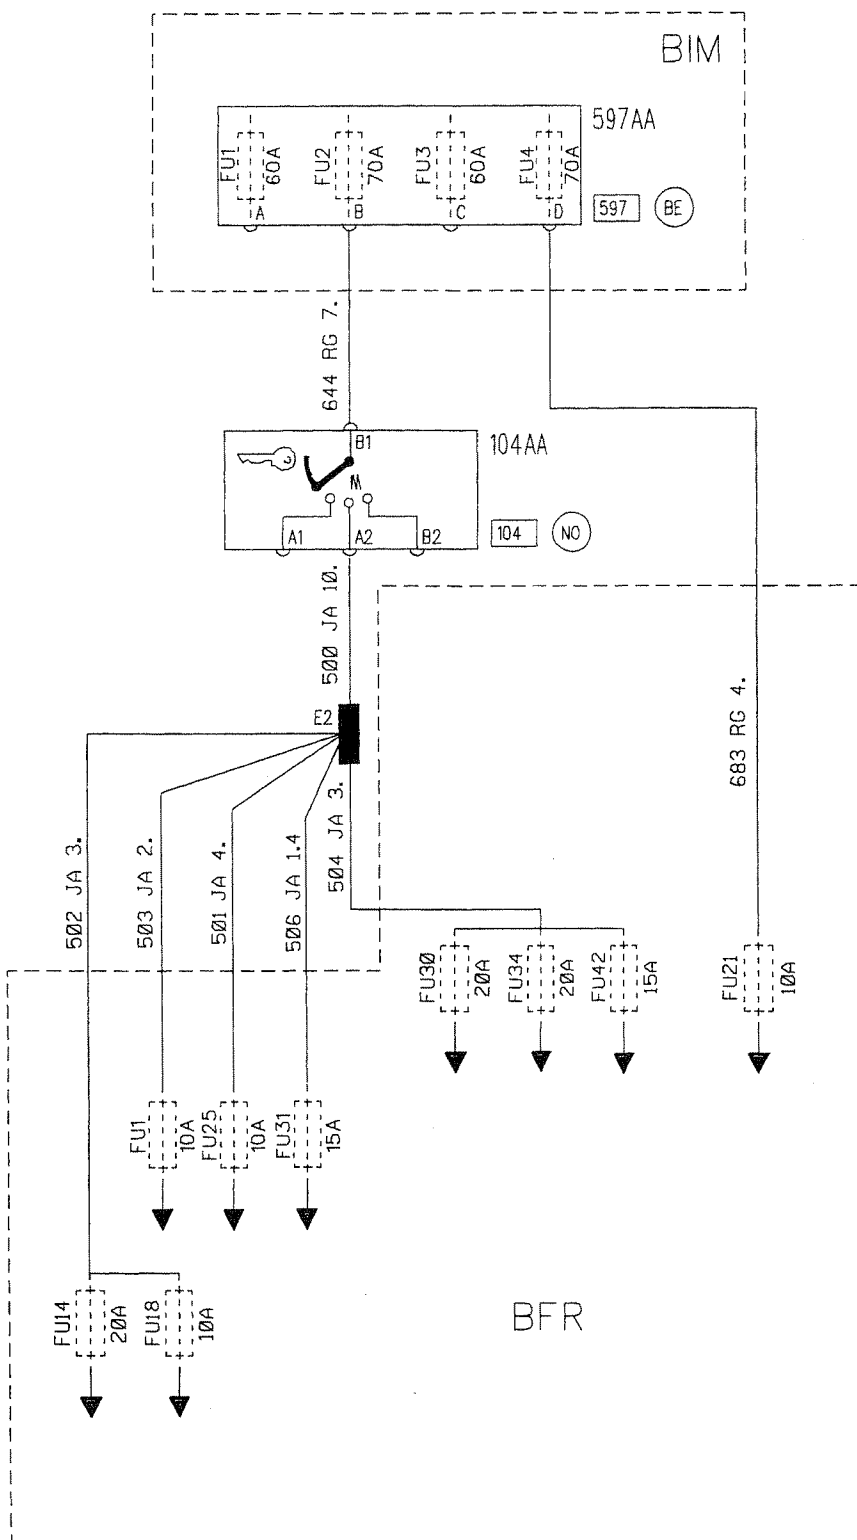 BIM
597AA
FU1
60A
FU2
70A
FU3
60A
FU4
70A
A
B
C
D
597
BE
644 RG 7.
B1
104AA
M
A1
A2
B2
104
NO
500 JA 10.
E2
683 RG 4.
502 JA 3.
503 JA 2.
501 JA 4.
506 JA 1.4
504 JA 3.
FU30
20A
FU34
20A
FU42
15A
FU21
10A
FU1
10A
FU25
10A
FU31
15A
FU14
20A
FU18
10A
BFR